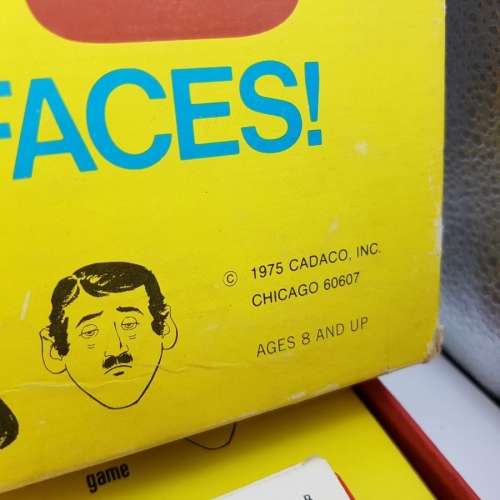 FACES!
© 1975 CADACO, INC.
CHICAGO 60607
AGES 8 AND UP
game